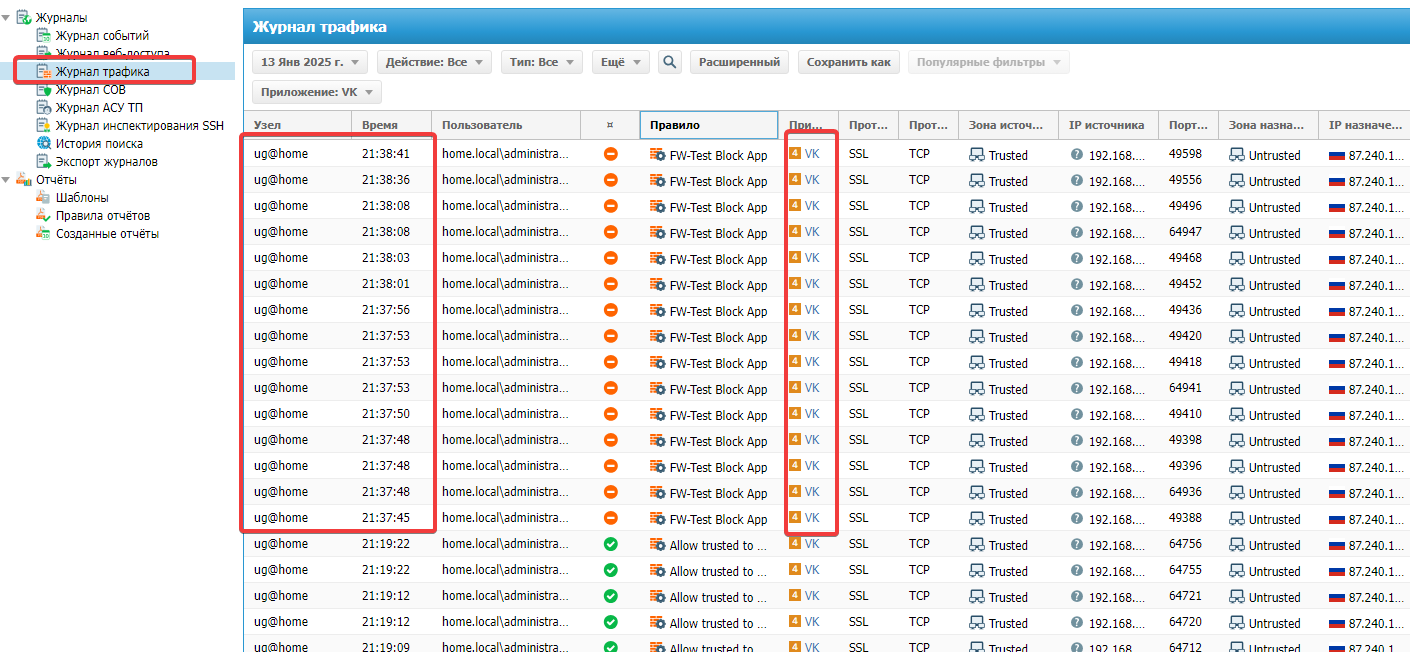 Журналы
Журнал событий
Журнал веб-доступа
Журнал трафика
Журнал СОВ
Журнал АСУ ТП
Журнал инспектирования SSH
История поиска
Экспорт журналов
Отчёты
Шаблоны
Правила отчётов
Созданные отчёты
Журнал трафика
13 Янв 2025 г. Действие: Все Тип: Все Ещё Расширенный Сохранить как Популярные фильтры
Приложение: VK
Узел Время Пользователь ¤ Правило При... Прот... Прот... Зона источ... IP источника Порт... Зона назна... IP назначе...
ug@home 21:38:41 home.local\administra... FW-Test Block App 4 VK SSL TCP Trusted 192.168.... 49598 Untrusted 87.240.1...
ug@home 21:38:36 home.local\administra... FW-Test Block App 4 VK SSL TCP Trusted 192.168.... 49556 Untrusted 87.240.1...
ug@home 21:38:08 home.local\administra... FW-Test Block App 4 VK SSL TCP Trusted 192.168.... 49496 Untrusted 87.240.1...
ug@home 21:38:08 home.local\administra... FW-Test Block App 4 VK SSL TCP Trusted 192.168.... 64947 Untrusted 87.240.1...
ug@home 21:38:03 home.local\administra... FW-Test Block App 4 VK SSL TCP Trusted 192.168.... 49468 Untrusted 87.240.1...
ug@home 21:38:01 home.local\administra... FW-Test Block App 4 VK SSL TCP Trusted 192.168.... 49452 Untrusted 87.240.1...
ug@home 21:37:56 home.local\administra... FW-Test Block App 4 VK SSL TCP Trusted 192.168.... 49436 Untrusted 87.240.1...
ug@home 21:37:53 home.local\administra... FW-Test Block App 4 VK SSL TCP Trusted 192.168.... 49420 Untrusted 87.240.1...
ug@home 21:37:53 home.local\administra... FW-Test Block App 4 VK SSL TCP Trusted 192.168.... 49418 Untrusted 87.240.1...
ug@home 21:37:53 home.local\administra... FW-Test Block App 4 VK SSL TCP Trusted 192.168.... 64941 Untrusted 87.240.1...
ug@home 21:37:50 home.local\administra... FW-Test Block App 4 VK SSL TCP Trusted 192.168.... 49410 Untrusted 87.240.1...
ug@home 21:37:48 home.local\administra... FW-Test Block App 4 VK SSL TCP Trusted 192.168.... 49398 Untrusted 87.240.1...
ug@home 21:37:48 home.local\administra... FW-Test Block App 4 VK SSL TCP Trusted 192.168.... 49396 Untrusted 87.240.1...
ug@home 21:37:48 home.local\administra... FW-Test Block App 4 VK SSL TCP Trusted 192.168.... 64936 Untrusted 87.240.1...
ug@home 21:37:45 home.local\administra... FW-Test Block App 4 VK SSL TCP Trusted 192.168.... 49388 Untrusted 87.240.1...
ug@home 21:19:22 home.local\administra... Allow trusted to ... 4 VK SSL TCP Trusted 192.168.... 64756 Untrusted 87.240.1...
ug@home 21:19:22 home.local\administra... Allow trusted to ... 4 VK SSL TCP Trusted 192.168.... 64755 Untrusted 87.240.1...
ug@home 21:19:12 home.local\administra... Allow trusted to ... 4 VK SSL TCP Trusted 192.168.... 64721 Untrusted 87.240.1...
ug@home 21:19:12 home.local\administra... Allow trusted to ... 4 VK SSL TCP Trusted 192.168.... 64720 Untrusted 87.240.1...
ug@home 21:19:09 home.local\administra... Allow trusted to ... 4 VK SSL TCP Trusted 192.168.... 64712 Untrusted 87.240.1...